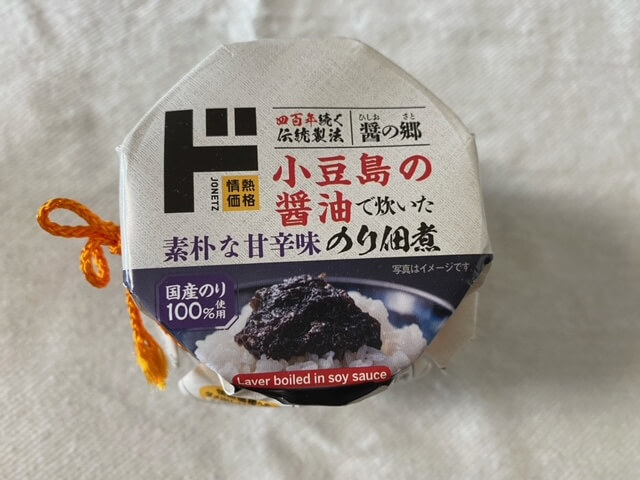 ド
JONETZ
情熱
価格
四百年続く
伝統製法
ひしお さと
醤の郷
小豆島の
醤油で炊いた
素朴な甘辛味 のり佃煮
写真はイメージです
国産のり
100%使用
Laver boiled in soy sauce